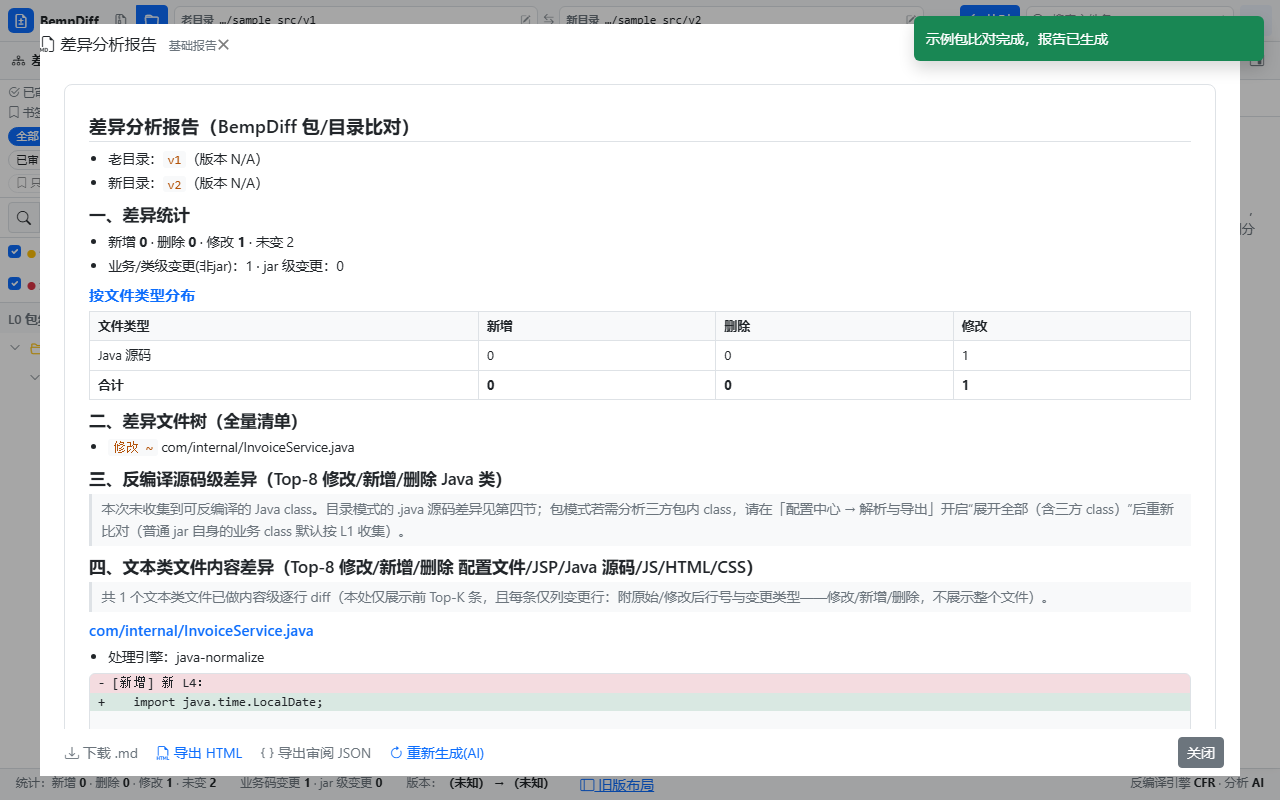 BempDiff
老目录 …/sample_src/v1
新目录 …/sample_src/v2
差异分析报告 基础报告
示例包比对完成，报告已生成
已审
书签
全部
已审
只
L0 包
差异分析报告（BempDiff 包/目录比对）
老目录： v1 （版本 N/A）
新目录： v2 （版本 N/A）
一、差异统计
新增 0 · 删除 0 · 修改 1 · 未变 2
业务/类级变更(非jar)：1 · jar 级变更：0
按文件类型分布
文件类型 新增 删除 修改
Java 源码 0 0 1
合计 0 0 1
二、差异文件树（全量清单）
修改 ~ com/internal/InvoiceService.java
三、反编译源码级差异（Top-8 修改/新增/删除 Java 类）
本次未收集到可反编译的 Java class。目录模式的 .java 源码差异见第四节；包模式若需分析三方包内 class，请在「配置中心 → 解析与导出」开启“展开全部（含三方 class）”后重新
比对（普通 jar 自身的业务 class 默认按 L1 收集）。
四、文本类文件内容差异（Top-8 修改/新增/删除 配置文件/JSP/Java 源码/JS/HTML/CSS）
共 1 个文本类文件已做内容级逐行 diff（本处仅展示前 Top-K 条，且每条仅列变更行：附原始/修改后行号与变更类型——修改/新增/删除，不展示整个文件）。
com/internal/InvoiceService.java
处理引擎：java-normalize
- [新增] 新 L4:
+ import java.time.LocalDate;
下载 .md 导出 HTML { } 导出审阅 JSON 重新生成(AI) 关闭
统计：新增 0 · 删除 0 · 修改 1 · 未变 2 业务码变更 1 · jar 级变更 0 版本： (未知) → (未知) 旧版布局 反编译引擎 CFR · 分析 AI